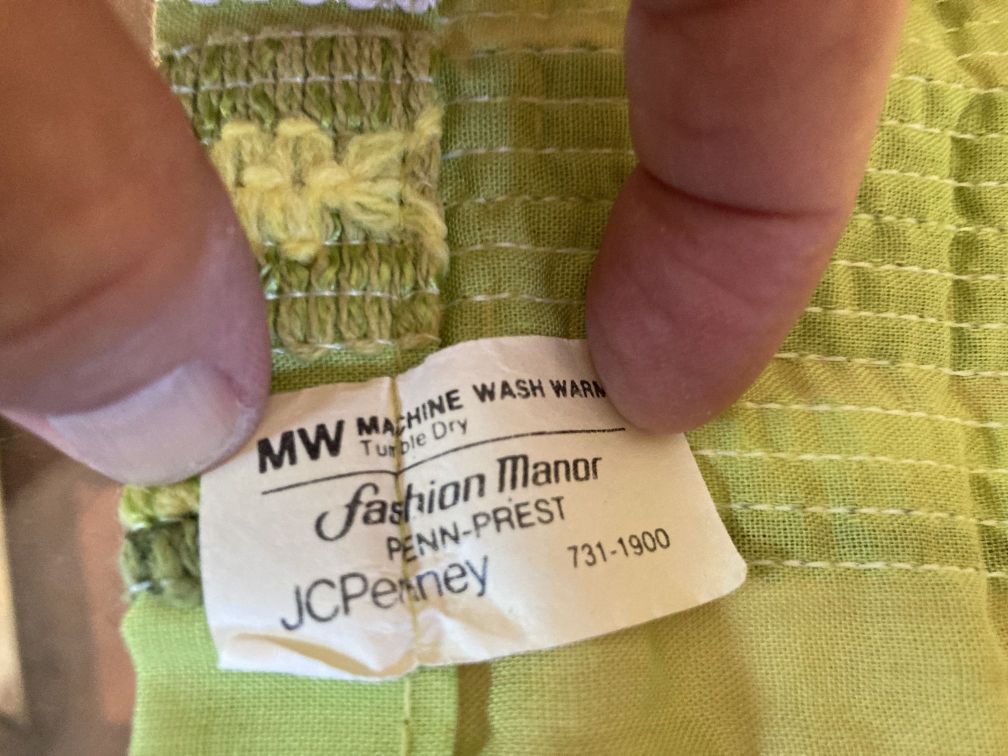 MW MACHINE WASH WARM
Tumble Dry
fashion Manor
PENN-PREST
731-1900
JCPenney